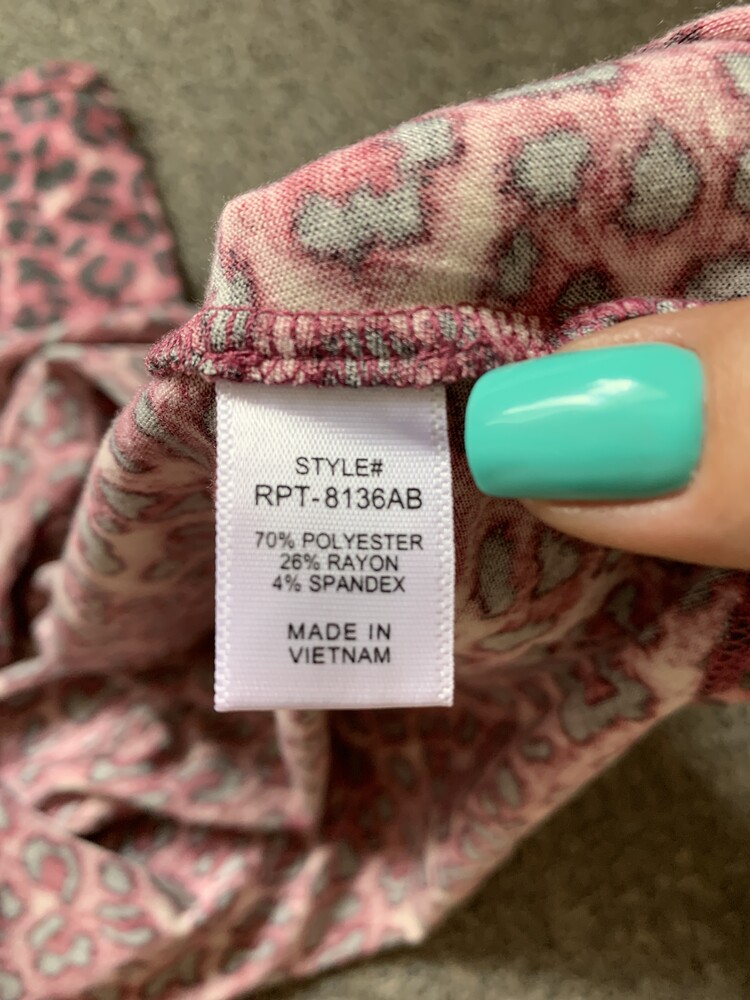 STYLE#
RPT-8136AB
70% POLYESTER
26% RAYON
4% SPANDEX
MADE IN
VIETNAM